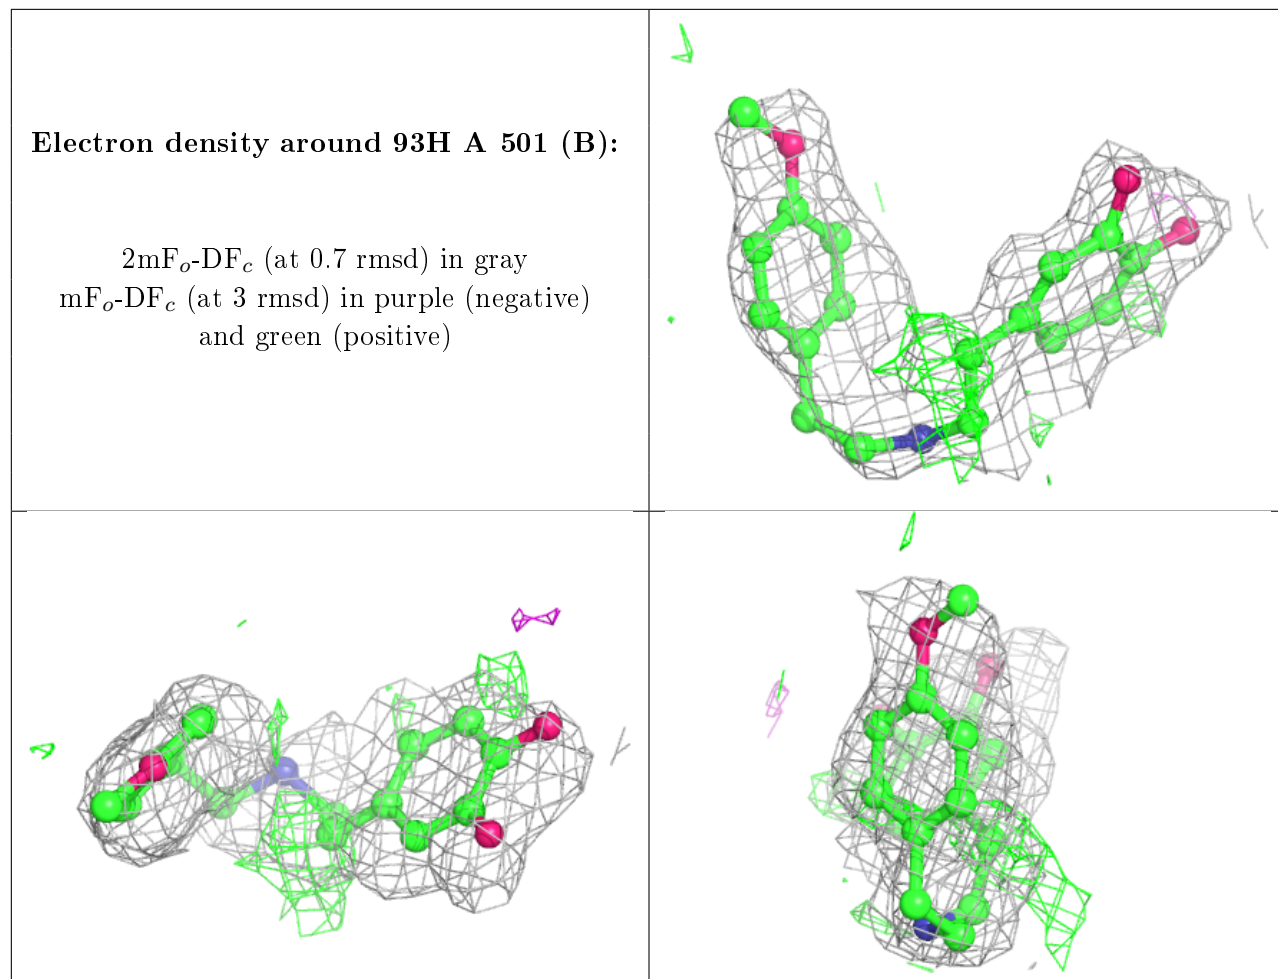 Electron density around 93H A 501 (B):
2mFₒ-DF𝒸 (at 0.7 rmsd) in gray
mFₒ-DF𝒸 (at 3 rmsd) in purple (negative)
and green (positive)